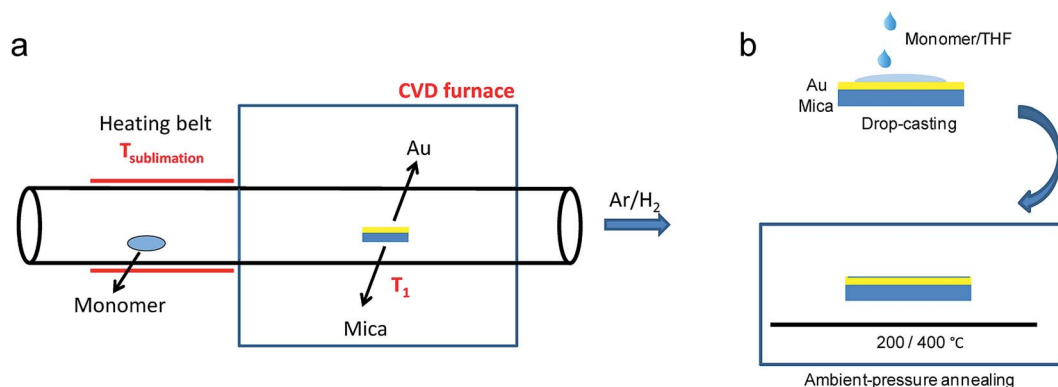 a
CVD furnace
Heating belt
T_sublimation
Au
Ar/H₂
Monomer
T₁
Mica
b
Monomer/THF
Au
Mica
Drop-casting
200 / 400 °C
Ambient-pressure annealing